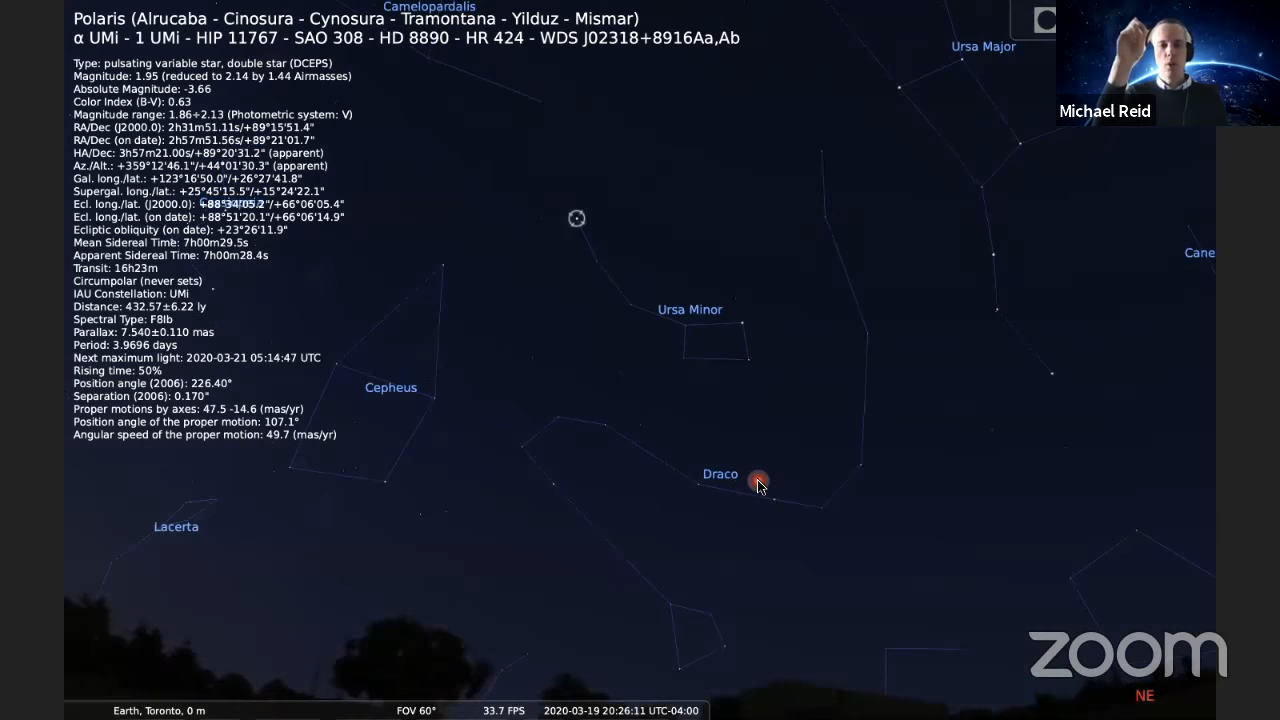 Camelopardalis
Polaris (Alrucaba - Cinosura - Cynosura - Tramontana - Yilduz - Mismar)
α UMi - 1 UMi - HIP 11767 - SAO 308 - HD 8890 - HR 424 - WDS J02318+8916Aa,Ab
Ursa Major
Michael Reid
Type: pulsating variable star, double star (DCEPS)
Magnitude: 1.95 (reduced to 2.14 by 1.44 Airmasses)
Absolute Magnitude: -3.66
Color Index (B-V): 0.63
Magnitude range: 1.86÷2.13 (Photometric system: V)
RA/Dec (J2000.0): 2h31m51.11s/+89°15'51.4"
RA/Dec (on date): 2h57m51.56s/+89°21'01.7"
HA/Dec: 3h57m21.00s/+89°20'31.2" (apparent)
Az./Alt.: +359°12'46.1"/+44°01'30.3" (apparent)
Gal. long./lat.: +123°16'50.0"/+26°27'41.8"
Supergal. long./lat.: +25°45'15.5"/+15°24'22.1"
Ecl. long./lat. (J2000.0): +88°34'05.2"/+66°06'05.4"
Ecl. long./lat. (on date): +88°51'20.1"/+66°06'14.9"
Ecliptic obliquity (on date): +23°26'11.9"
Mean Sidereal Time: 7h00m29.5s
Apparent Sidereal Time: 7h00m28.4s
Transit: 16h23m
Circumpolar (never sets)
IAU Constellation: UMi
Distance: 432.57±6.22 ly
Spectral Type: F8Ib
Parallax: 7.540±0.110 mas
Period: 3.9696 days
Next maximum light: 2020-03-21 05:14:47 UTC
Rising time: 50%
Position angle (2006): 226.40°
Separation (2006): 0.170"
Proper motions by axes: 47.5 -14.6 (mas/yr)
Position angle of the proper motion: 107.1°
Angular speed of the proper motion: 49.7 (mas/yr)
Cane
Ursa Minor
Cepheus
Draco
Lacerta
zoom
NE
Earth, Toronto, 0 m FOV 60° 33.7 FPS 2020-03-19 20:26:11 UTC-04:00